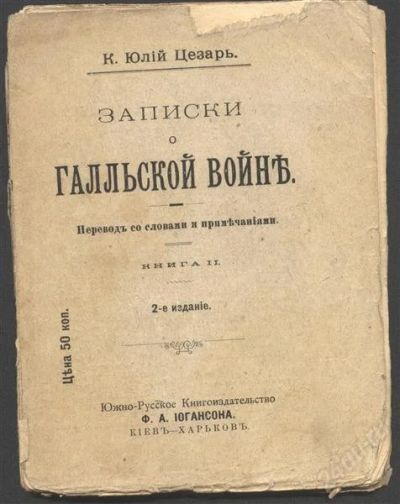 К. Юлій Цезарь.
ЗАПИСКИ
О
ГАЛЛЬСКОЙ ВОЙНѢ.
Переводъ со словами и примѣчаніями.
КНИГА II.
2-е изданіе.
Цѣна 50 коп.
Южно-Русское Книгоиздательство
Ф. А. ІОГАНСОНА.
КІЕВЪ—ХАРЬКОВЪ.